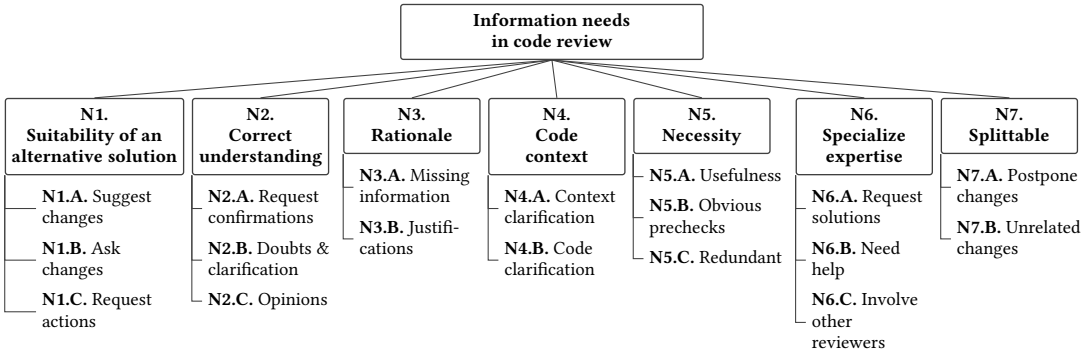 Information needs
in code review
N1.
Suitability of an
alternative solution
N1.A. Suggest
changes
N1.B. Ask
changes
N1.C. Request
actions
N2.
Correct
understanding
N2.A. Request
confirmations
N2.B. Doubts &
clarification
N2.C. Opinions
N3.
Rationale
N3.A. Missing
information
N3.B. Justifi-
cations
N4.
Code
context
N4.A. Context
clarification
N4.B. Code
clarification
N5.
Necessity
N5.A. Usefulness
N5.B. Obvious
prechecks
N5.C. Redundant
N6.
Specialize
expertise
N6.A. Request
solutions
N6.B. Need
help
N6.C. Involve
other
reviewers
N7.
Splittable
N7.A. Postpone
changes
N7.B. Unrelated
changes